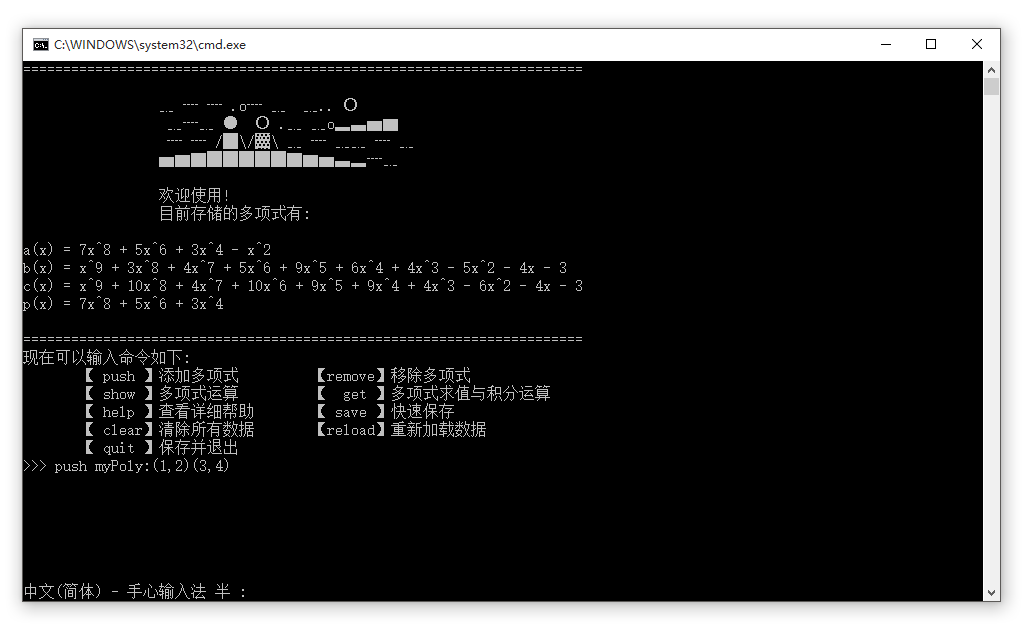 C:\WINDOWS\system32\cmd.exe
======================================================================
欢迎使用!
目前存储的多项式有:
a(x) = 7x^8 + 5x^6 + 3x^4 - x^2
b(x) = x^9 + 3x^8 + 4x^7 + 5x^6 + 9x^5 + 6x^4 + 4x^3 - 5x^2 - 4x - 3
c(x) = x^9 + 10x^8 + 4x^7 + 10x^6 + 9x^5 + 9x^4 + 4x^3 - 6x^2 - 4x - 3
p(x) = 7x^8 + 5x^6 + 3x^4
======================================================================
现在可以输入命令如下:
【 push 】添加多项式 【remove】移除多项式
【 show 】多项式运算 【 get 】多项式求值与积分运算
【 help 】查看详细帮助 【 save 】快速保存
【 clear】清除所有数据 【reload】重新加载数据
【 quit 】保存并退出
>>> push myPoly:(1,2)(3,4)
中文(简体) - 手心输入法 半 :